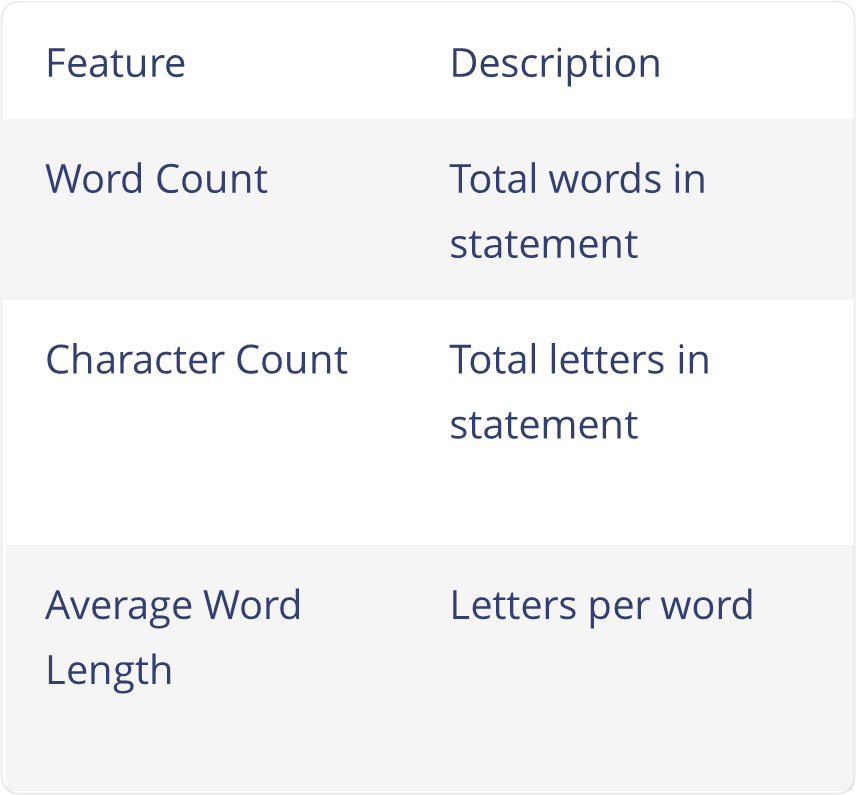 Feature Description
Word Count Total words in
statement
Character Count Total letters in
statement
Average Word Letters per word
Length